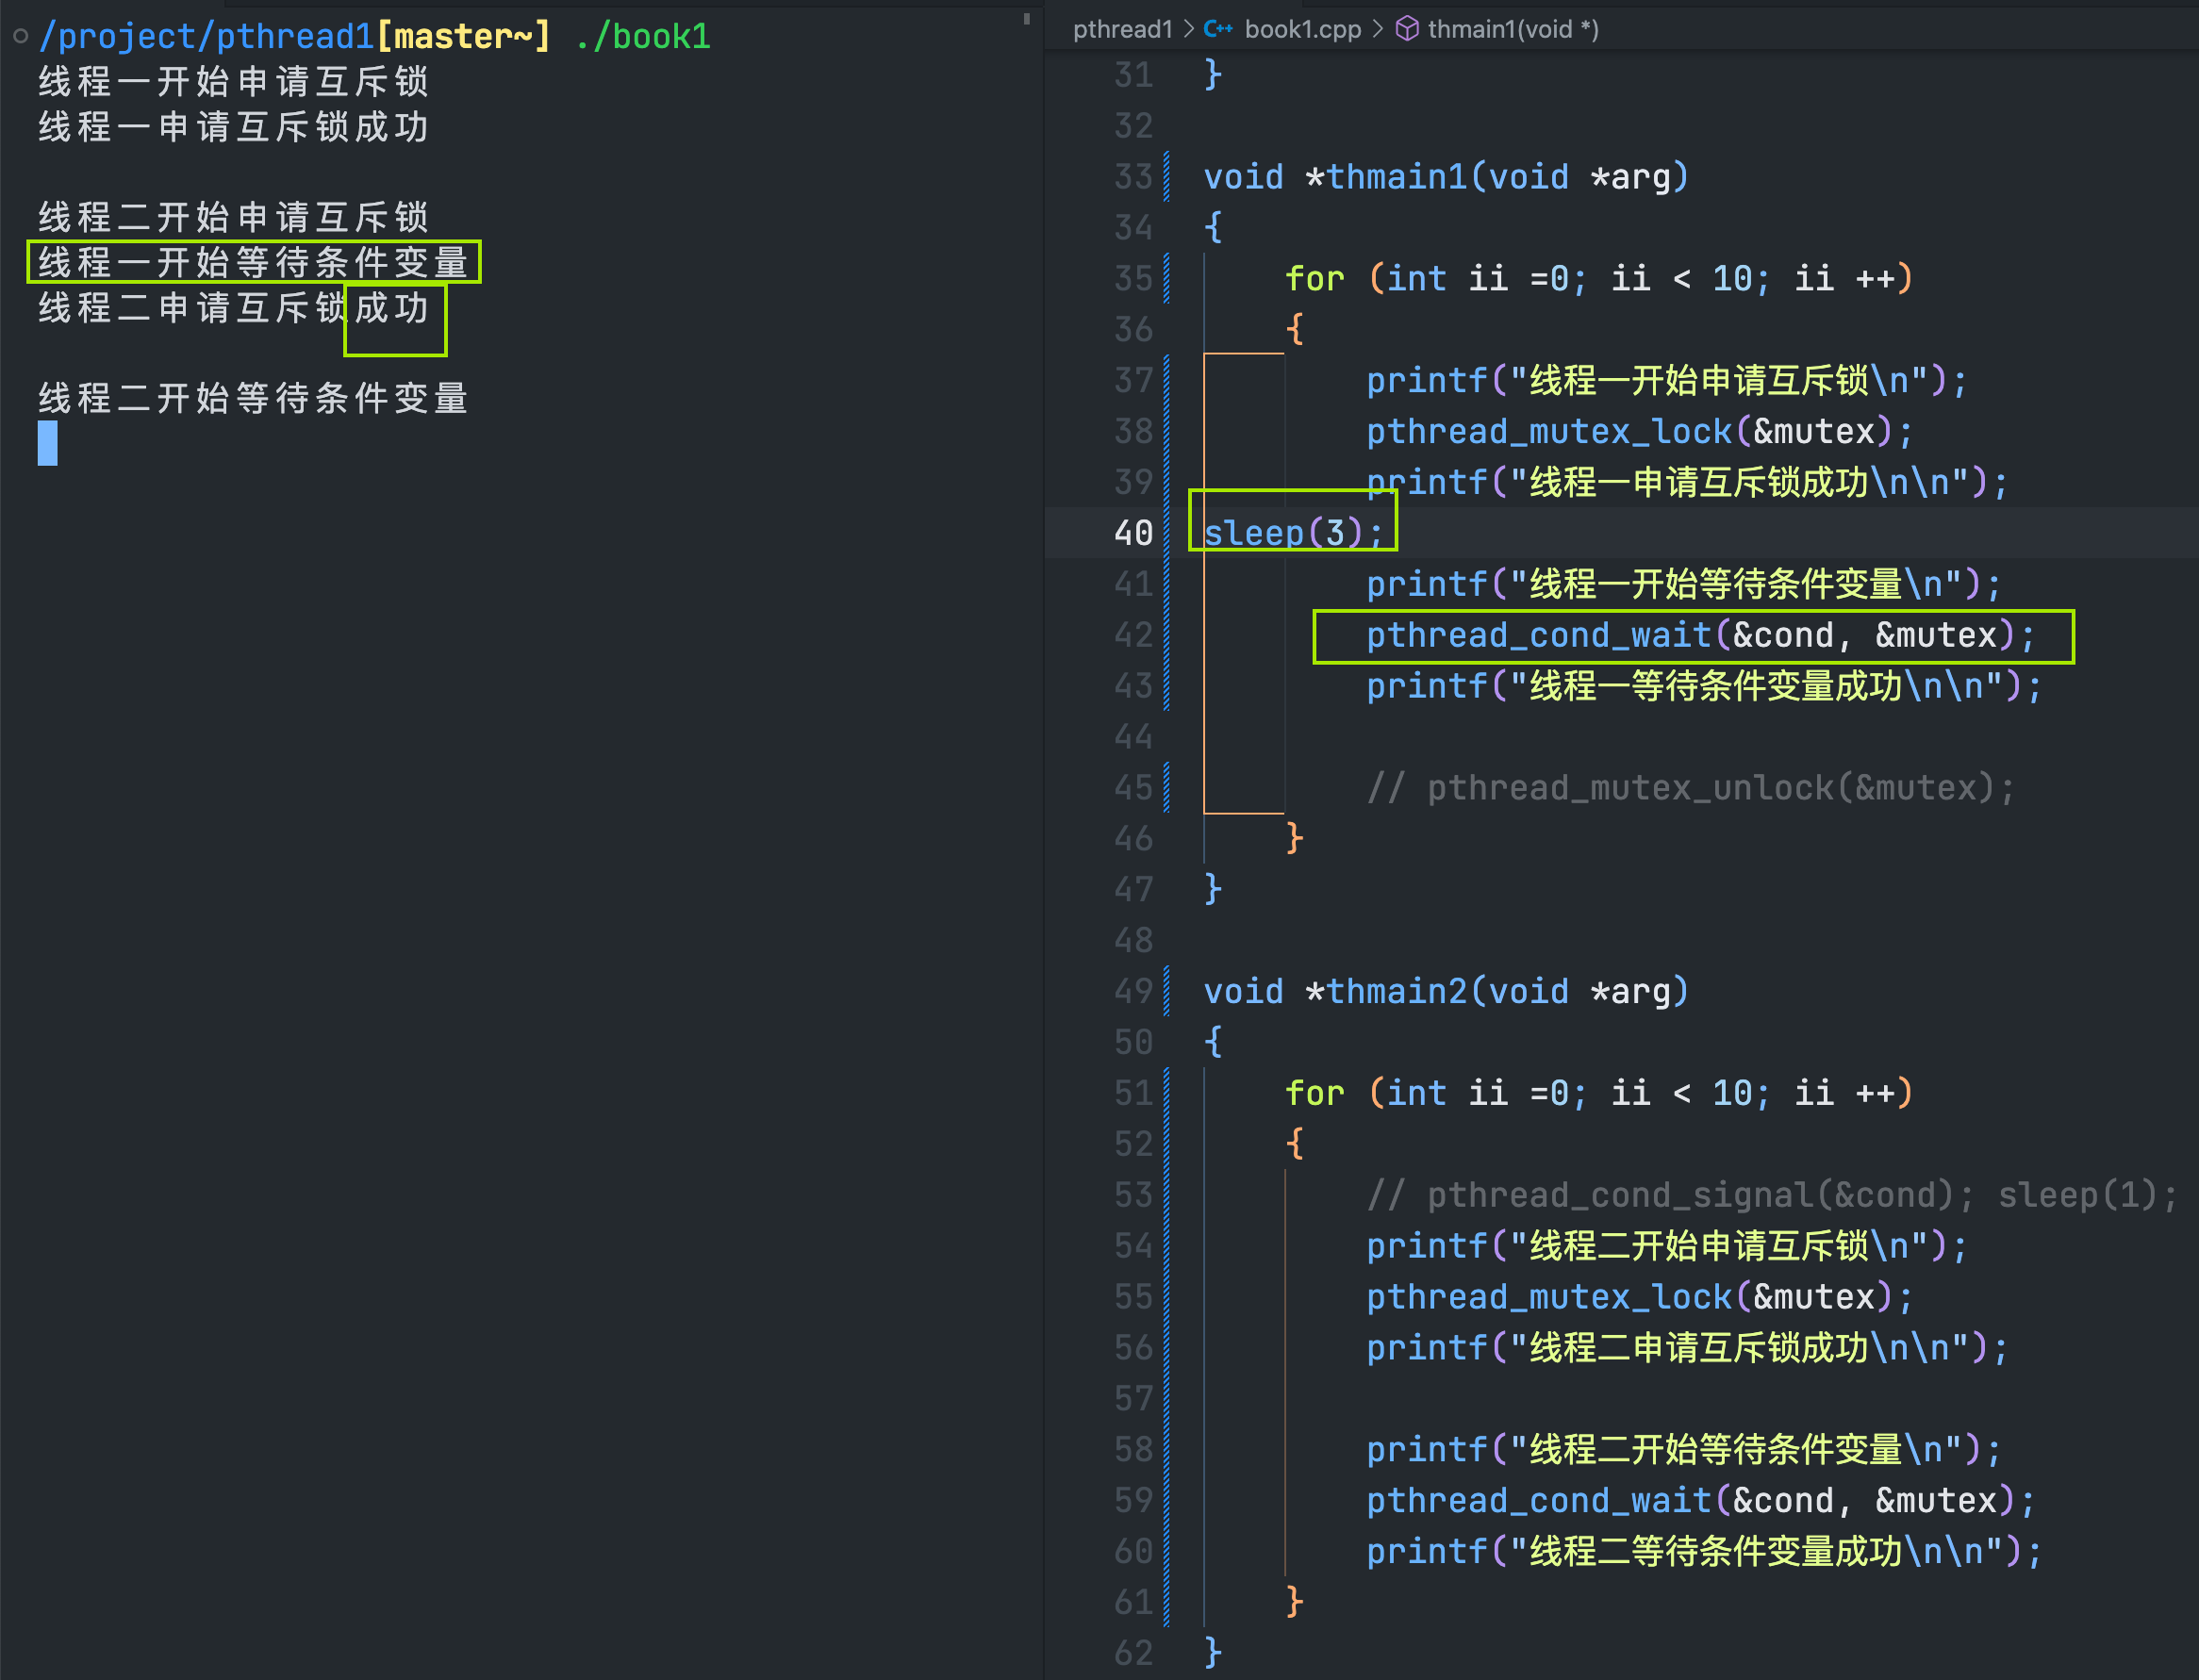 /project/pthread1[master~] ./book1
线程一开始申请互斥锁
线程一申请互斥锁成功
线程二开始申请互斥锁
线程一开始等待条件变量
线程二申请互斥锁成功
线程二开始等待条件变量
pthread1 > C++ book1.cpp > thmain1(void *)
31 }
32
33 void *thmain1(void *arg)
34 {
35 for (int ii =0; ii < 10; ii ++)
36 {
37 printf("线程一开始申请互斥锁\n");
38 pthread_mutex_lock(&mutex);
39 printf("线程一申请互斥锁成功\n\n");
40 sleep(3);
41 printf("线程一开始等待条件变量\n");
42 pthread_cond_wait(&cond, &mutex);
43 printf("线程一等待条件变量成功\n\n");
44
45 // pthread_mutex_unlock(&mutex);
46 }
47 }
48
49 void *thmain2(void *arg)
50 {
51 for (int ii =0; ii < 10; ii ++)
52 {
53 // pthread_cond_signal(&cond); sleep(1);
54 printf("线程二开始申请互斥锁\n");
55 pthread_mutex_lock(&mutex);
56 printf("线程二申请互斥锁成功\n\n");
57
58 printf("线程二开始等待条件变量\n");
59 pthread_cond_wait(&cond, &mutex);
60 printf("线程二等待条件变量成功\n\n");
61 }
62 }